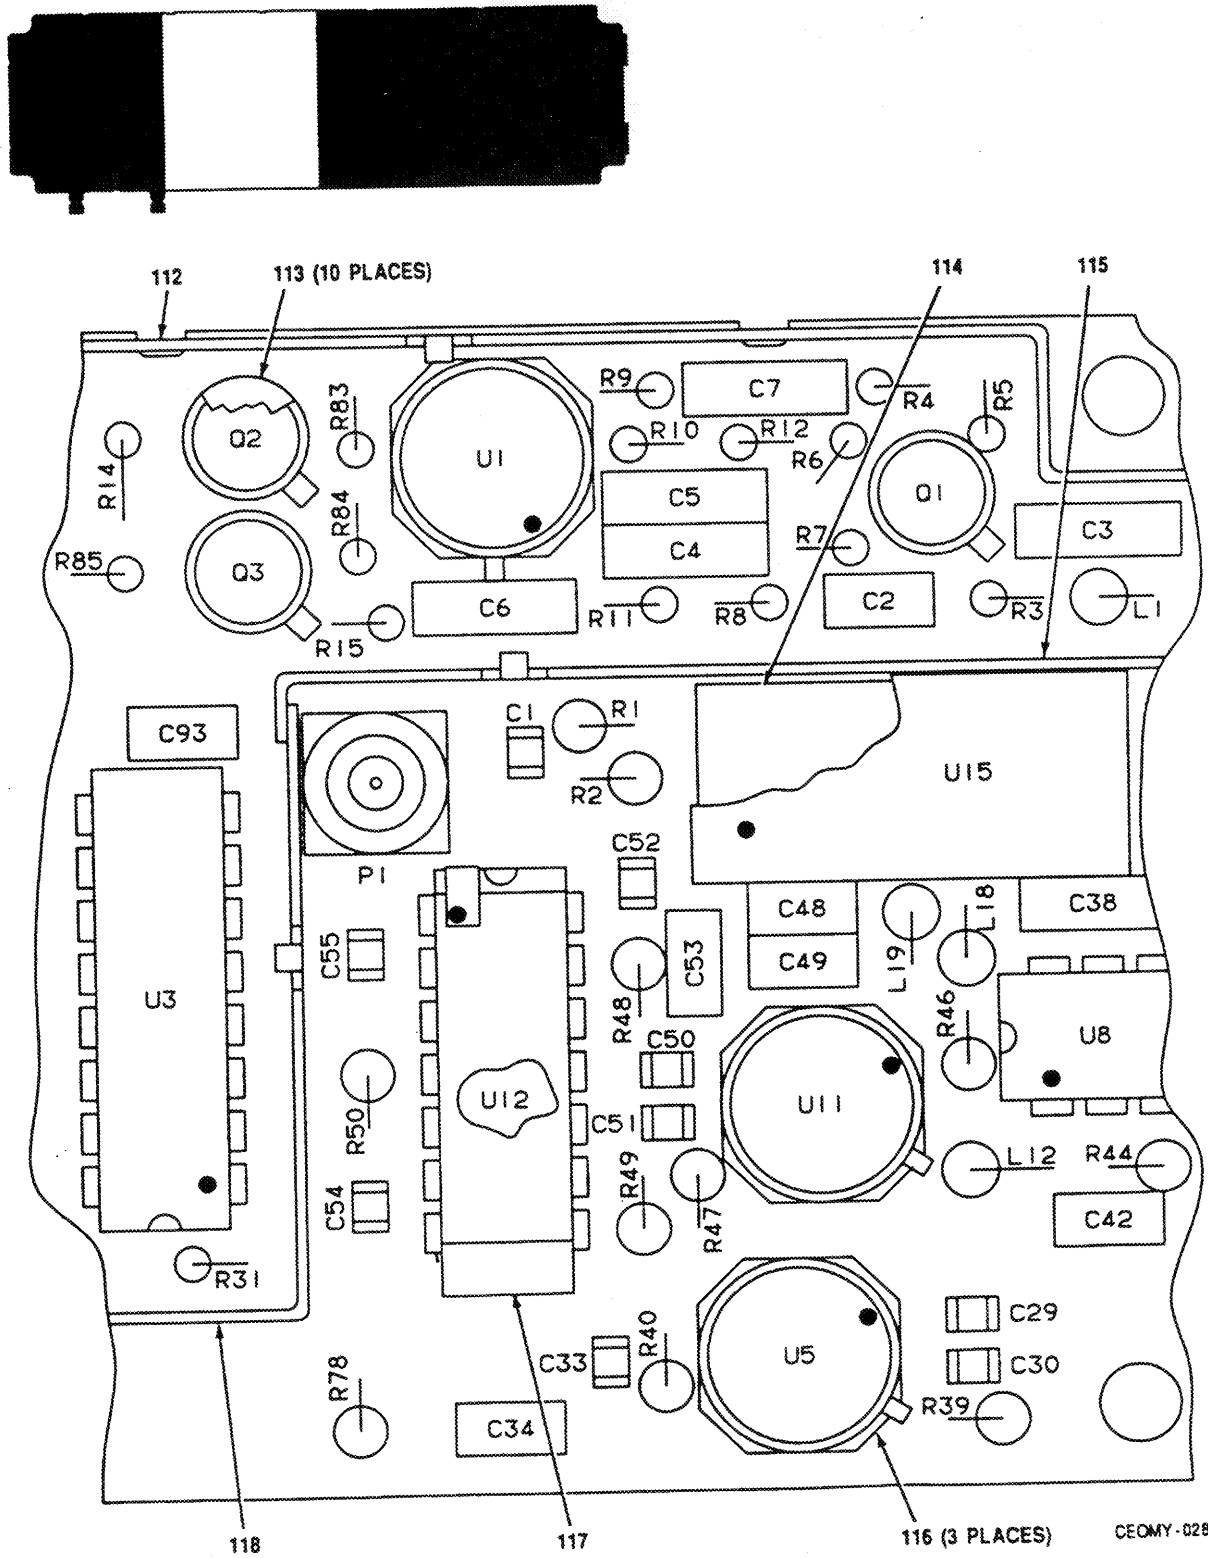 112
113 (10 PLACES)
114
115
R9
C7
R4
R5
R83
Q2
R10
R12
R6
U1
R14
C5
Q1
R84
C4
R7
C3
R85
Q3
C6
R11
R8
C2
R3
L1
R15
C1
R1
C93
U15
R2
C52
P1
C48
L18
C38
C55
C53
C49
L19
U3
R48
R46
U8
C50
U12
U11
R50
C51
L12
R44
R49
C54
R47
C42
R31
C29
R40
C33
U5
C30
R78
R39
C34
118
117
116 (3 PLACES)
CEOMY-028